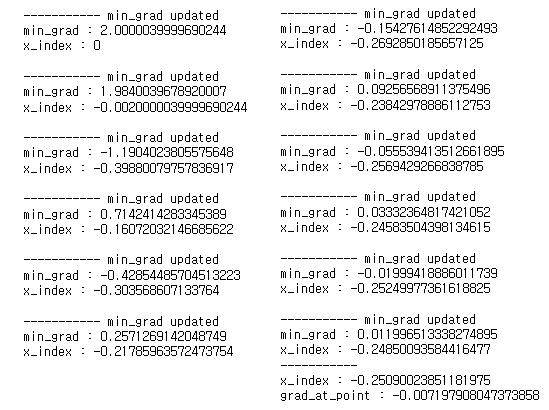 ----------- min_grad updated
min_grad : 2.0000039999690244
x_index : 0
----------- min_grad updated
min_grad : 1.9840039678920007
x_index : -0.0020000039999690244
----------- min_grad updated
min_grad : -1.1904023805575648
x_index : -0.39880079757836917
----------- min_grad updated
min_grad : 0.7142414283345389
x_index : -0.16072032146685622
----------- min_grad updated
min_grad : -0.42854485704513223
x_index : -0.303568607133764
----------- min_grad updated
min_grad : 0.2571269142048749
x_index : -0.21785963572473754
----------- min_grad updated
min_grad : -0.15427614852292493
x_index : -0.2692850185657125
----------- min_grad updated
min_grad : 0.09256568911375496
x_index : -0.23842978886112753
----------- min_grad updated
min_grad : -0.055539413512661895
x_index : -0.2569429266838785
----------- min_grad updated
min_grad : 0.03332364817421052
x_index : -0.24583504398134615
----------- min_grad updated
min_grad : -0.01999418886011739
x_index : -0.25249977361618825
----------- min_grad updated
min_grad : 0.011996513338274895
x_index : -0.24850093584416477
-----------
x_index : -0.25090023851181975
grad_at_point : -0.007197908047373858